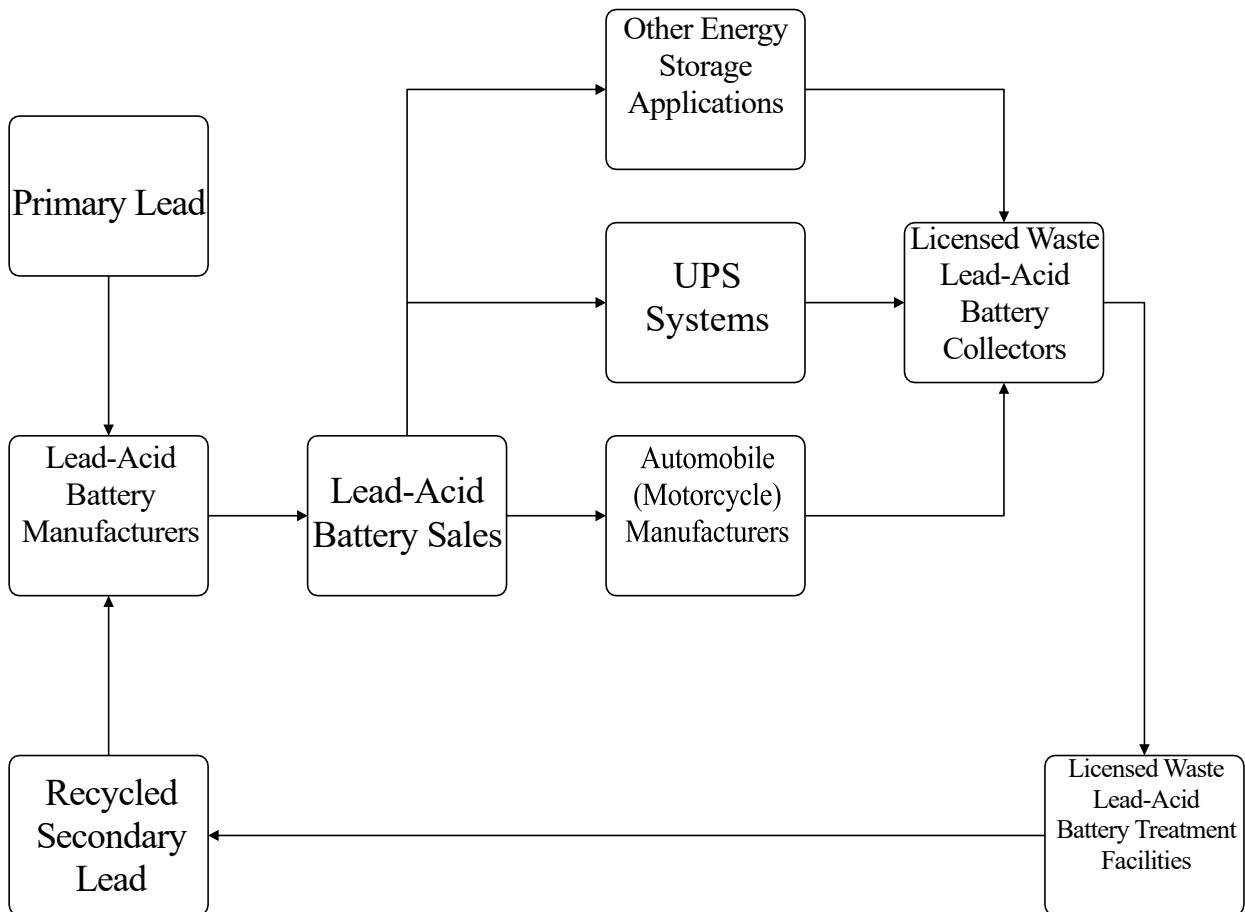 Other Energy
Storage
Applications
Primary Lead
UPS
Systems
Licensed Waste
Lead-Acid
Battery
Collectors
Lead-Acid
Battery
Manufacturers
Lead-Acid
Battery Sales
Automobile
(Motorcycle)
Manufacturers
Recycled
Secondary
Lead
Licensed Waste
Lead-Acid
Battery Treatment
Facilities